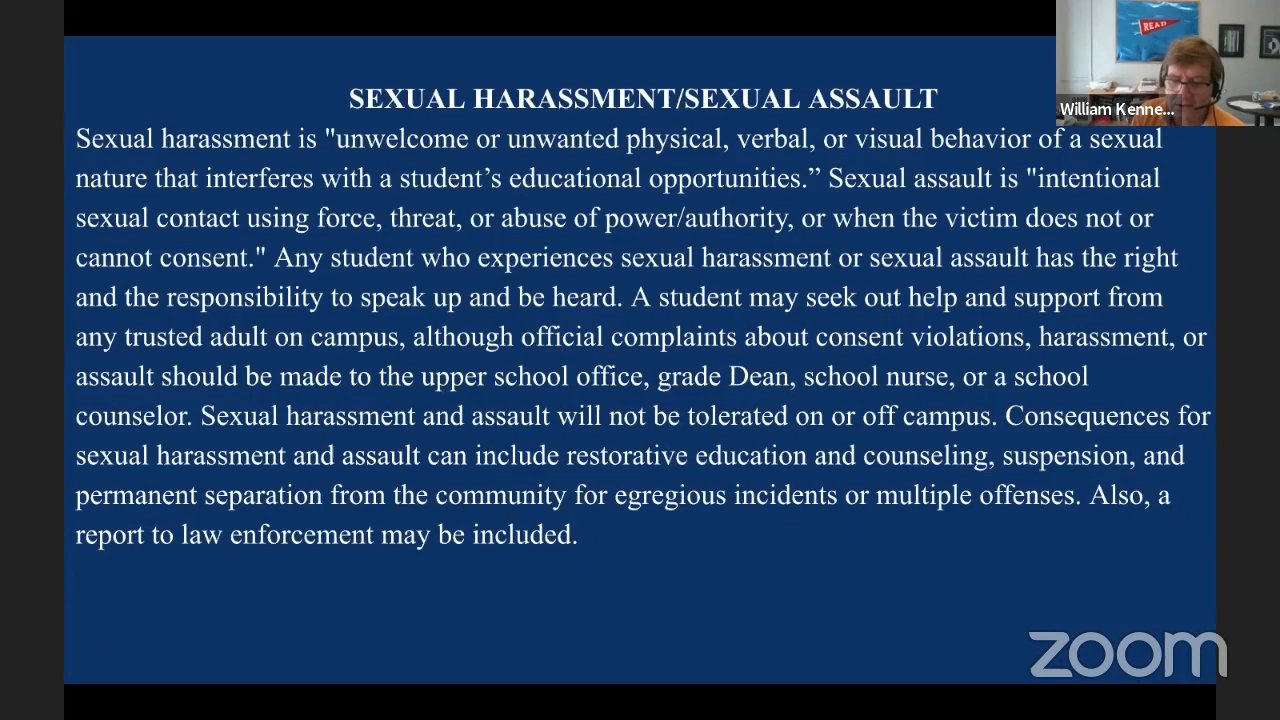 SEXUAL HARASSMENT/SEXUAL ASSAULT
Sexual harassment is "unwelcome or unwanted physical, verbal, or visual behavior of a sexual
nature that interferes with a student’s educational opportunities.” Sexual assault is "intentional
sexual contact using force, threat, or abuse of power/authority, or when the victim does not or
cannot consent." Any student who experiences sexual harassment or sexual assault has the right
and the responsibility to speak up and be heard. A student may seek out help and support from
any trusted adult on campus, although official complaints about consent violations, harassment, or
assault should be made to the upper school office, grade Dean, school nurse, or a school
counselor. Sexual harassment and assault will not be tolerated on or off campus. Consequences for
sexual harassment and assault can include restorative education and counseling, suspension, and
permanent separation from the community for egregious incidents or multiple offenses. Also, a
report to law enforcement may be included.
READ
William Kenne...
zoom